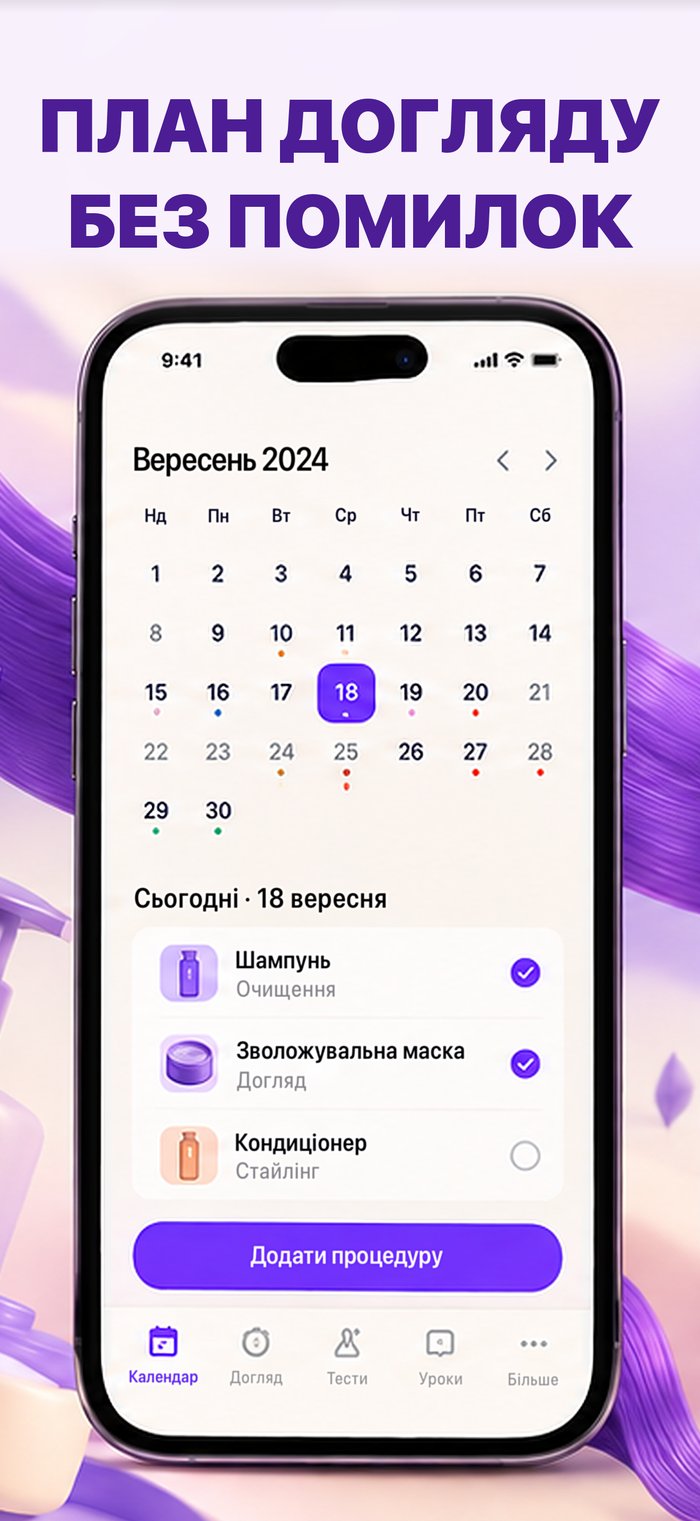 ПЛАН ДОГЛЯДУ
БЕЗ ПОМИЛОК
9:41
Вересень 2024
Нд Пн Вт Ср Чт Пт Сб
1 2 3 4 5 6 7
8 9 10 11 12 13 14
15 16 17 18 19 20 21
22 23 24 25 26 27 28
29 30
Сьогодні · 18 вересня
Шампунь
Очищення
Зволожувальна маска
Догляд
Кондиціонер
Стайлінг
Додати процедуру
Календар Догляд Тести Уроки Більше